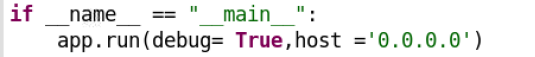 if __name__ == "__main__":
    app.run(debug= True,host ='0.0.0.0')